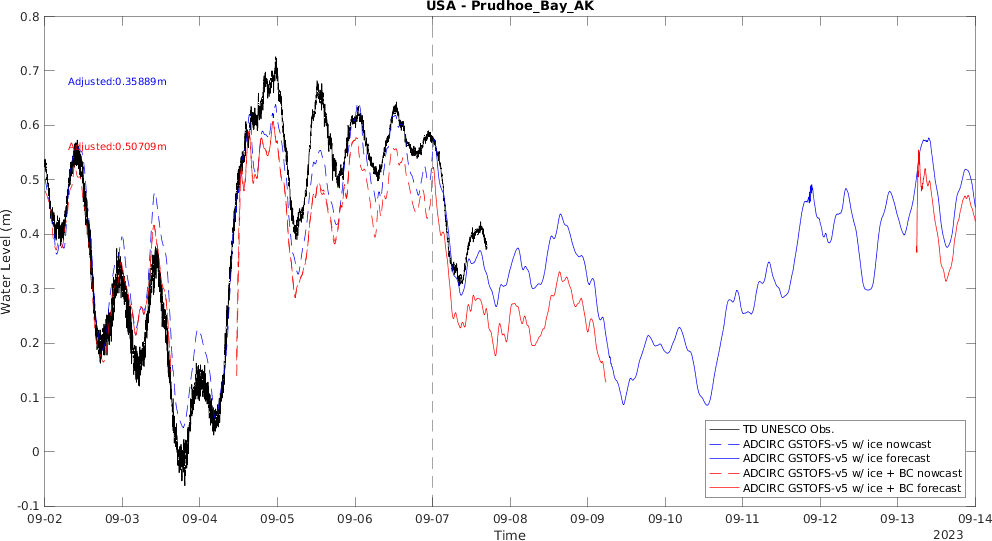 USA - Prudhoe_Bay_AK
0.8
0.7
0.6
0.5
0.4
0.3
0.2
0.1
0
-0.1
Water Level (m)
Adjusted:0.35889m
Adjusted:0.50709m
TD UNESCO Obs.
ADCIRC GSTOFS-v5 w/ ice nowcast
ADCIRC GSTOFS-v5 w/ ice forecast
ADCIRC GSTOFS-v5 w/ ice + BC nowcast
ADCIRC GSTOFS-v5 w/ ice + BC forecast
09-02 09-03 09-04 09-05 09-06 09-07 09-08 09-09 09-10 09-11 09-12 09-13 09-14
Time
2023